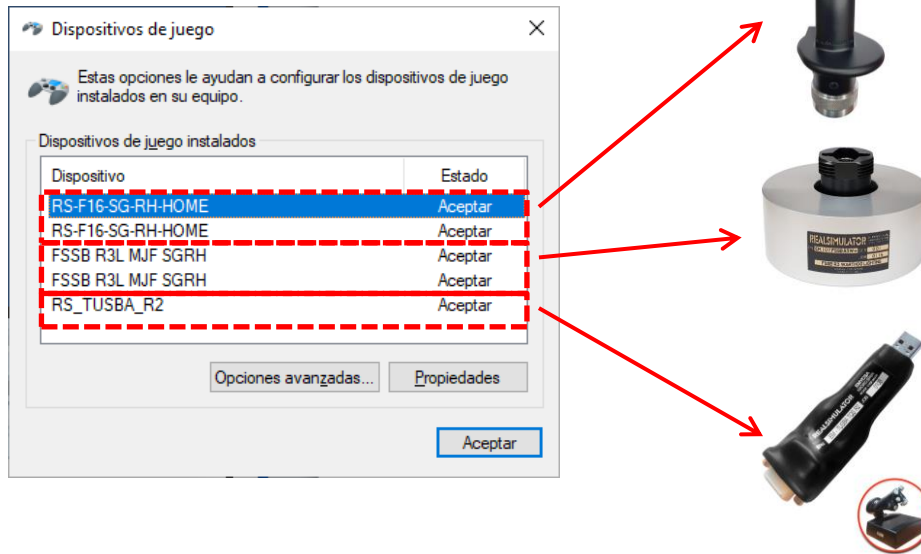 Dispositivos de juego
Estas opciones le ayudan a configurar los dispositivos de juego
instalados en su equipo.
Dispositivos de juego instalados
Dispositivo Estado
RS-F16-SG-RH-HOME Aceptar
RS-F16-SG-RH-HOME Aceptar
FSSB R3L MJF SGRH Aceptar
FSSB R3L MJF SGRH Aceptar
RS_TUSBA_R2 Aceptar
Opciones avanzadas... Propiedades
Aceptar
REALSIMULATOR
REALSIMULATOR